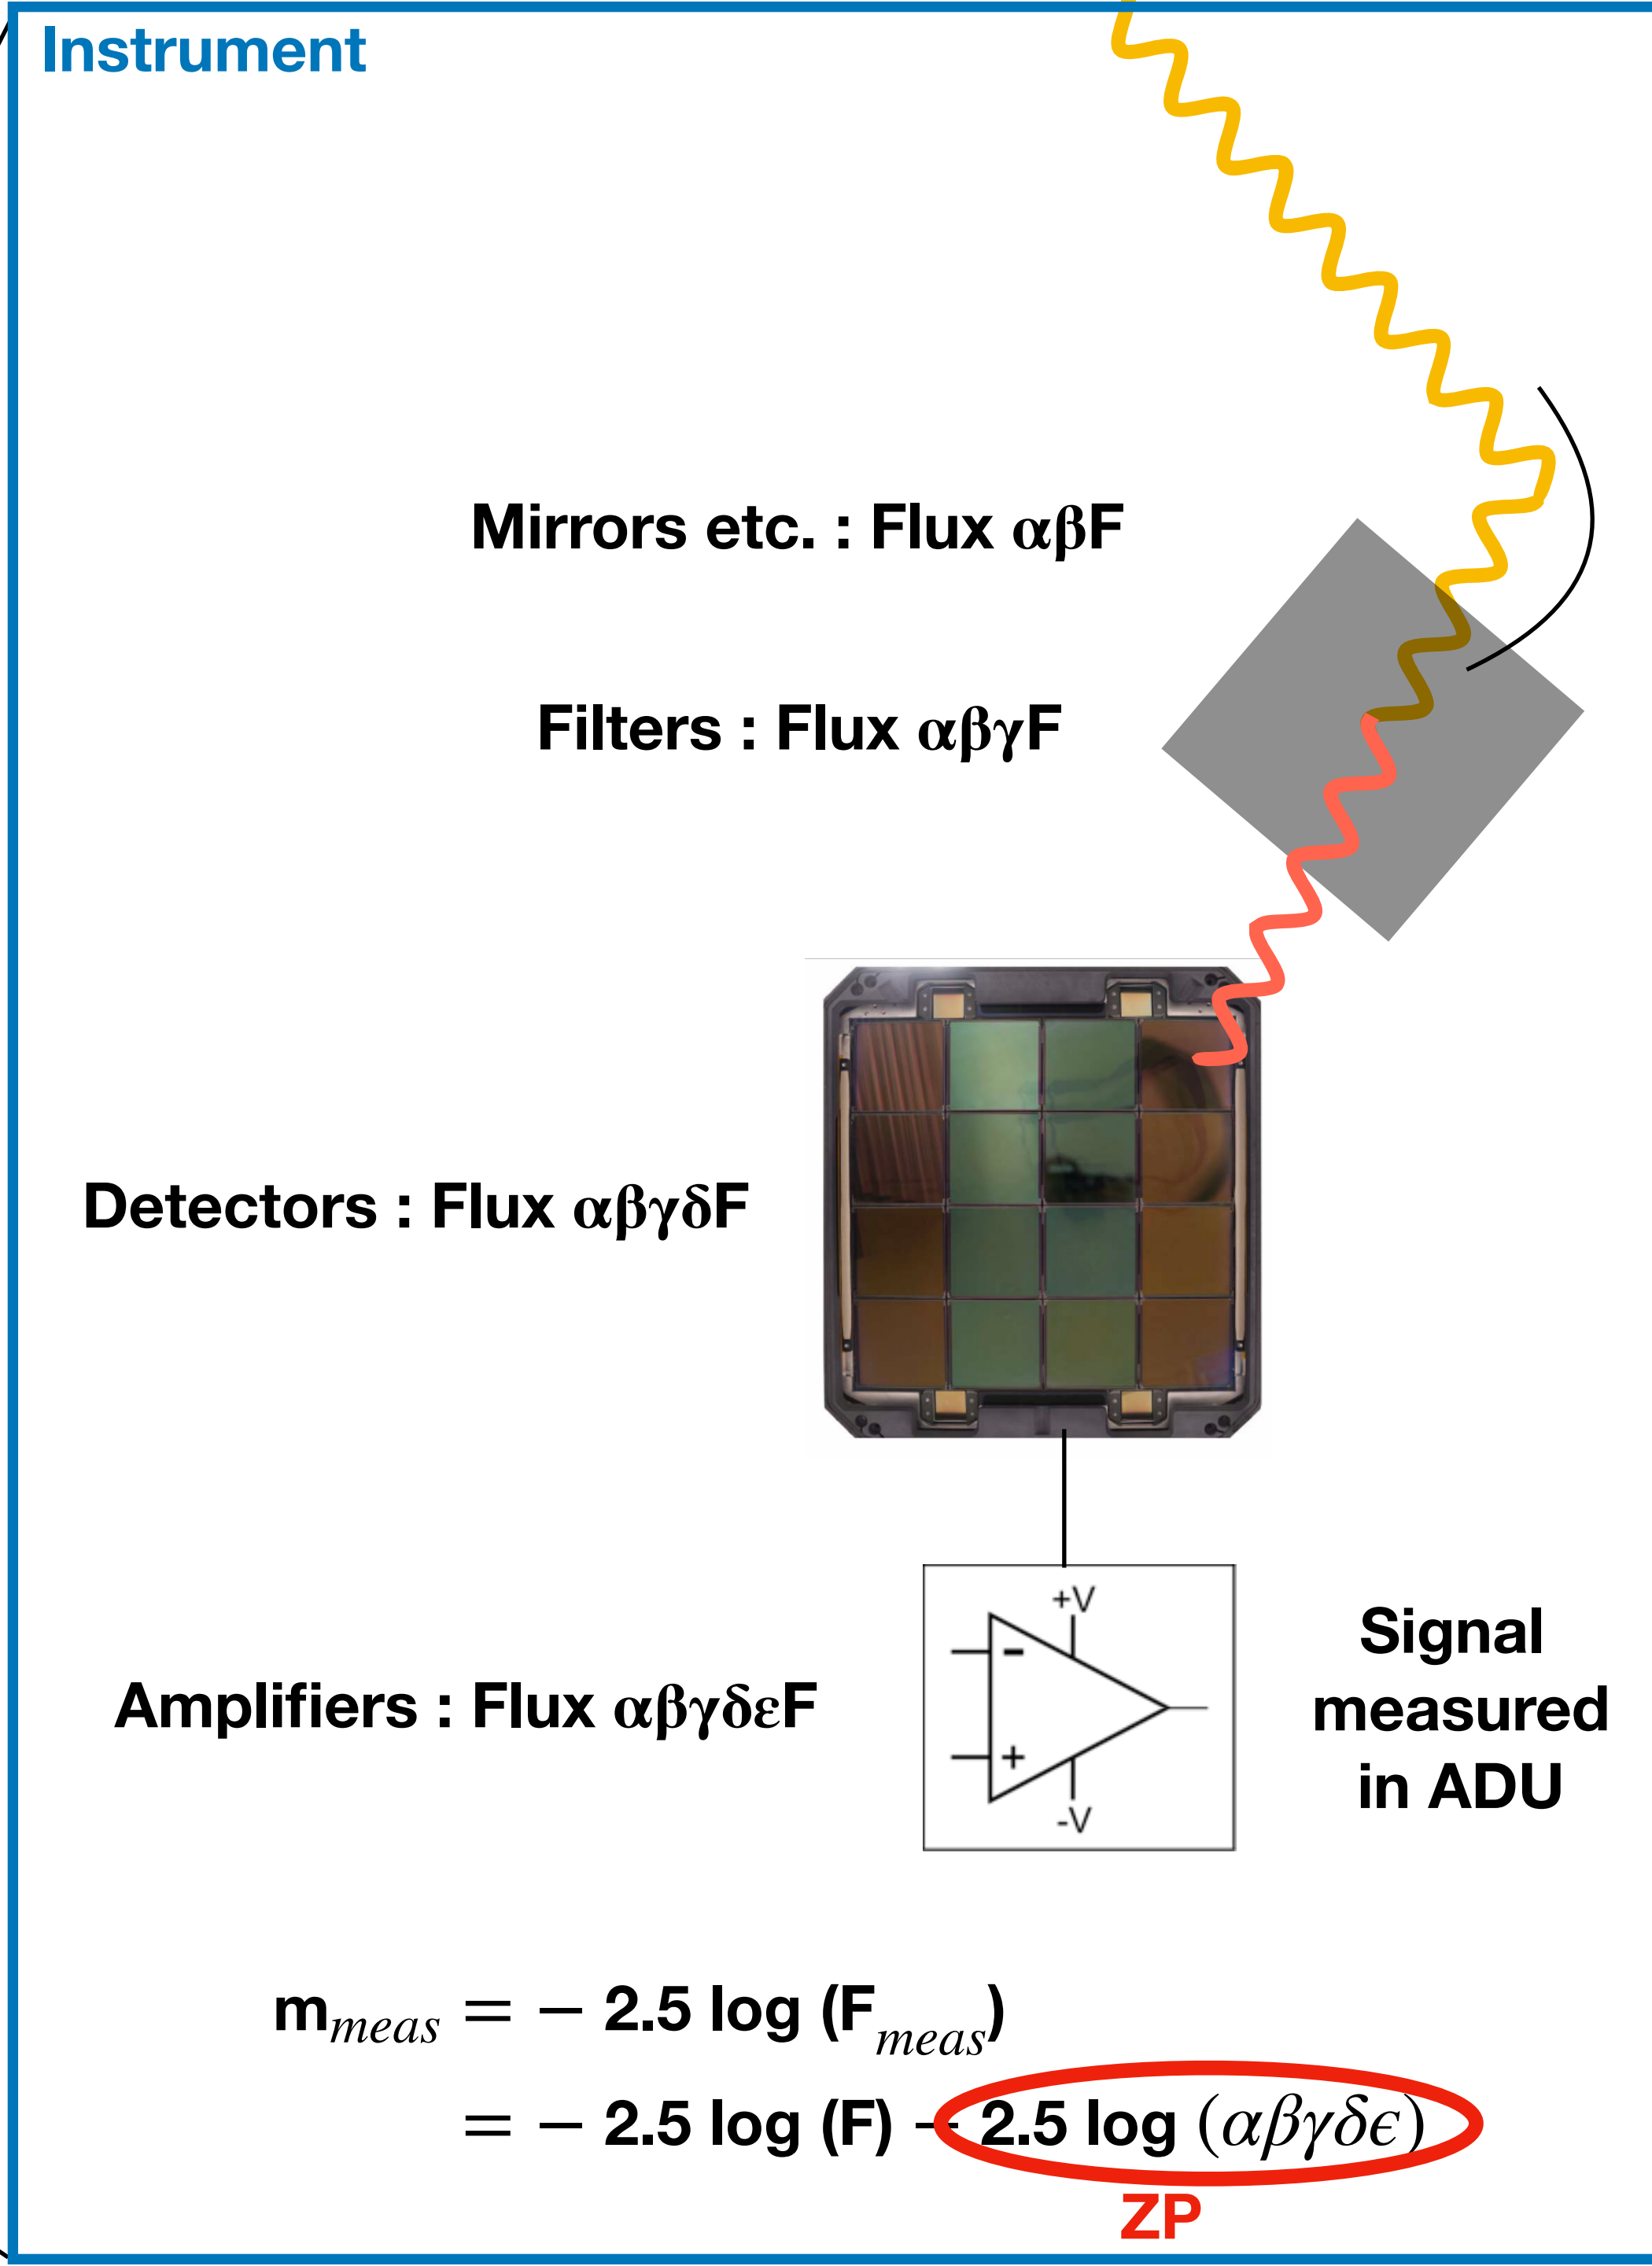 Instrument
Mirrors etc. : Flux αβF
Filters : Flux αβγF
Detectors : Flux αβγδF
+V
-
+
-V
Amplifiers : Flux αβγδεF
Signal
measured
in ADU
m_meas = − 2.5 log (F_meas)
= − 2.5 log (F) − 2.5 log (αβγδϵ)
ZP